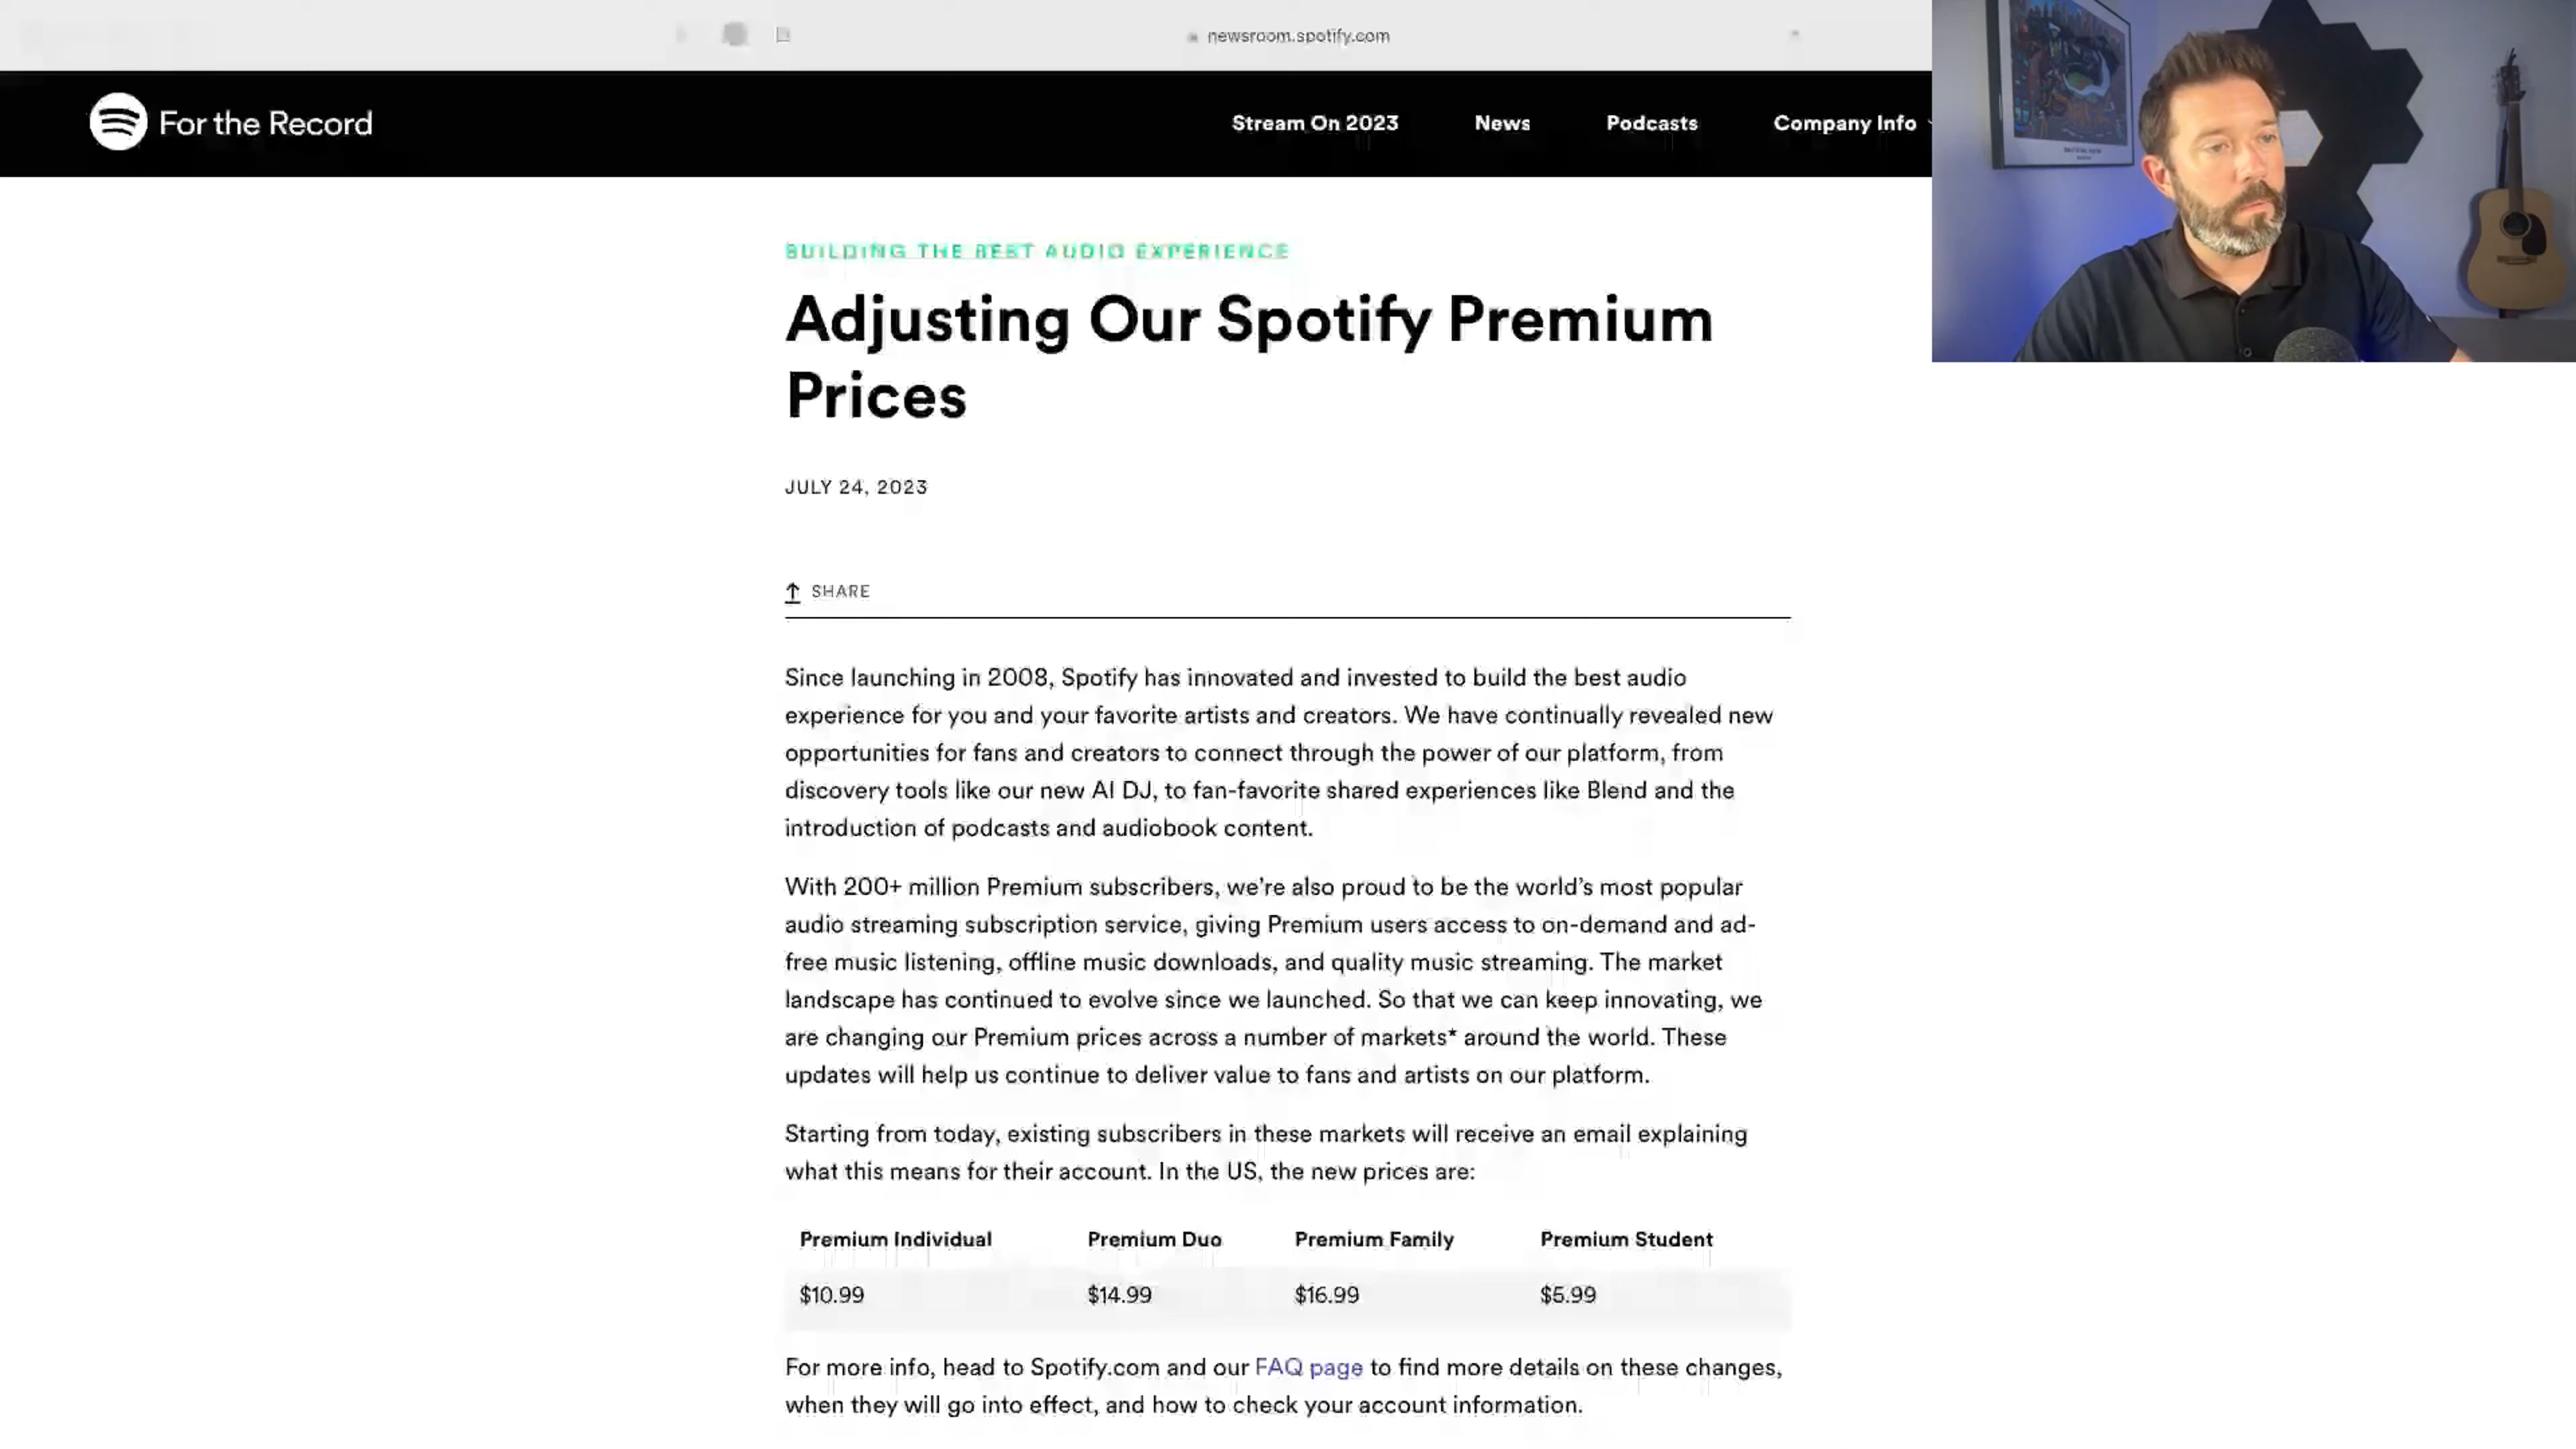 newsroom.spotify.com
For the Record
Stream On 2023
News
Podcasts
Company Info
BUILDING THE BEST AUDIO EXPERIENCE
Adjusting Our Spotify Premium
Prices
JULY 24, 2023
SHARE
Since launching in 2008, Spotify has innovated and invested to build the best audio
experience for you and your favorite artists and creators. We have continually revealed new
opportunities for fans and creators to connect through the power of our platform, from
discovery tools like our new AI DJ, to fan-favorite shared experiences like Blend and the
introduction of podcasts and audiobook content.
With 200+ million Premium subscribers, we’re also proud to be the world’s most popular
audio streaming subscription service, giving Premium users access to on-demand and ad-
free music listening, offline music downloads, and quality music streaming. The market
landscape has continued to evolve since we launched. So that we can keep innovating, we
are changing our Premium prices across a number of markets* around the world. These
updates will help us continue to deliver value to fans and artists on our platform.
Starting from today, existing subscribers in these markets will receive an email explaining
what this means for their account. In the US, the new prices are:
Premium Individual Premium Duo Premium Family Premium Student
$10.99 $14.99 $16.99 $5.99
For more info, head to Spotify.com and our FAQ page to find more details on these changes,
when they will go into effect, and how to check your account information.